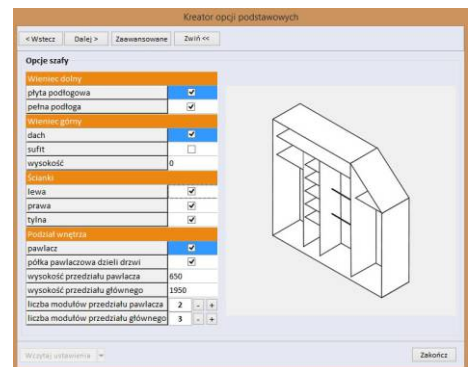 Kreator opcji podstawowych
< Wstecz Dalej > Zaawansowane Zwiń <<
Opcje szafy
Wieniec dolny
płyta podłogowa
pełna podłoga
Wieniec górny
dach
sufit
wysokość 0
Ścianki
lewa
prawa
tylna
Podział wnętrza
pawlacz
półka pawlaczowa dzieli drzwi
wysokość przedziału pawlacza 650
wysokość przedziału głównego 1950
liczba modułów przedziału pawlacza 2 - +
liczba modułów przedziału głównego 3 - +
Wczytaj ustawienia Zakończ